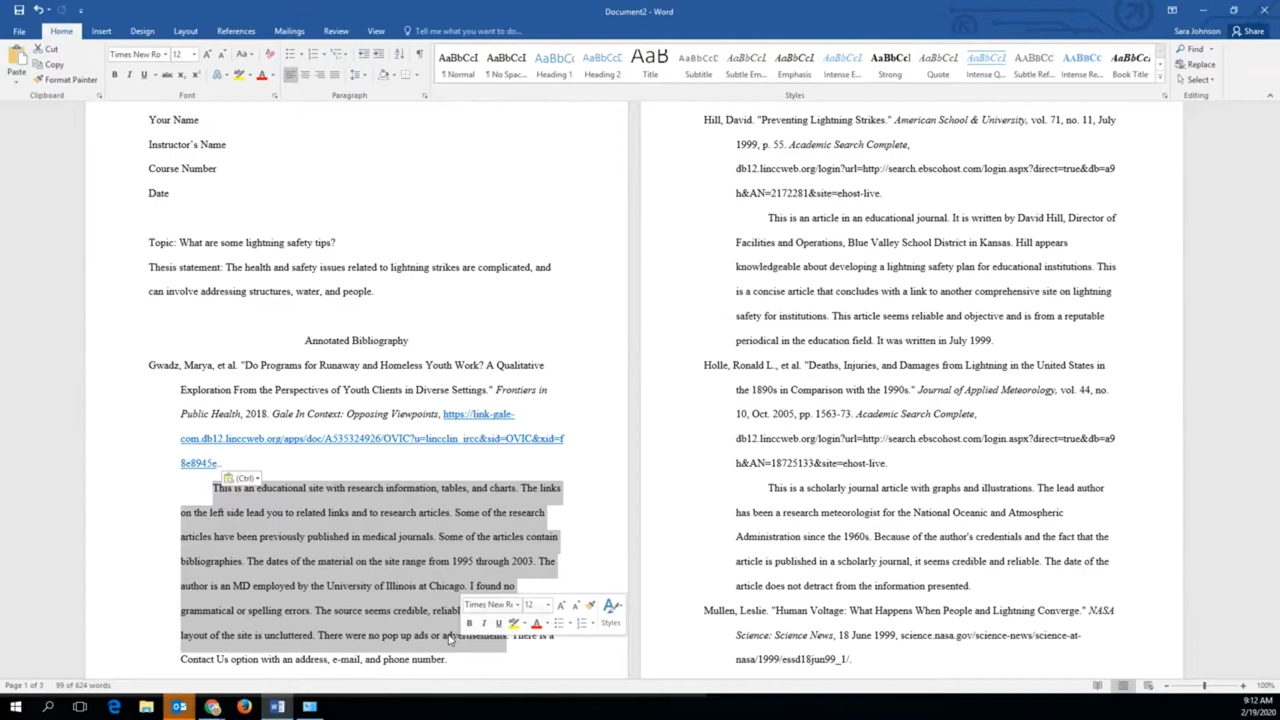 Document2 - Word
Sara Johnson
Share
File
Home
Insert
Design
Layout
References
Mailings
Review
View
Tell me what you want to do...
Paste
Cut
Copy
Format Painter
Clipboard
Times New Ro
12
Font
Paragraph
AaBbCcI
¶ Normal
AaBbCcI
¶ No Spac...
AaBbCcI
Heading 1
AaBbCcI
Heading 2
AaB
Title
AaBbCcI
Subtitle
AaBbCcI
Subtle Em...
AaBbCcI
Emphasis
AaBbCcI
Intense E...
AaBbCcI
Strong
AaBbCcI
Quote
AaBbCcI
Intense Q...
AaBbCcI
Subtle Ref...
AaBbCcI
Intense Re...
AaBbCcI
Book Title
Styles
Find
Replace
Select
Editing
Your Name
Instructor's Name
Course Number
Date
Topic: What are some lightning safety tips?
Thesis statement: The health and safety issues related to lightning strikes are complicated, and
can involve addressing structures, water, and people.
Annotated Bibliography
Gwadz, Marya, et al. "Do Programs for Runaway and Homeless Youth Work? A Qualitative
Exploration From the Perspectives of Youth Clients in Diverse Settings." Frontiers in
Public Health, 2018. Gale In Context: Opposing Viewpoints, https://link-gale-
com.db12.linccweb.org/apps/doc/A535324926/OVIC?u=lincclin_ircc&sid=OVIC&xid=f
8e8945e..
(Ctrl)
This is an educational site with research information, tables, and charts. The links
on the left side lead you to related links and to research articles. Some of the research
articles have been previously published in medical journals. Some of the articles contain
bibliographies. The dates of the material on the site range from 1995 through 2003. The
author is an MD employed by the University of Illinois at Chicago. I found no
grammatical or spelling errors. The source seems credible, reliab
layout of the site is uncluttered. There were no pop up ads or advertisements. There is a
Contact Us option with an address, e-mail, and phone number.
Times New R
12
Styles
Hill, David. "Preventing Lightning Strikes." American School & University, vol. 71, no. 11, July
1999, p. 55. Academic Search Complete,
db12.linccweb.org/login?url=http://search.ebscohost.com/login.aspx?direct=true&db=a9
h&AN=2172281&site=ehost-live.
This is an article in an educational journal. It is written by David Hill, Director of
Facilities and Operations, Blue Valley School District in Kansas. Hill appears
knowledgeable about developing a lightning safety plan for educational institutions. This
is a concise article that concludes with a link to another comprehensive site on lightning
safety for institutions. This article seems reliable and objective and is from a reputable
periodical in the education field. It was written in July 1999.
Holle, Ronald L., et al. "Deaths, Injuries, and Damages from Lightning in the United States in
the 1890s in Comparison with the 1990s." Journal of Applied Meteorology, vol. 44, no.
10, Oct. 2005, pp. 1563-73. Academic Search Complete,
db12.linccweb.org/login?url=http://search.ebscohost.com/login.aspx?direct=true&db=a9
h&AN=18725133&site=ehost-live.
This is a scholarly journal article with graphs and illustrations. The lead author
has been a research meteorologist for the National Oceanic and Atmospheric
Administration since the 1960s. Because of the author's credentials and the fact that the
article is published in a scholarly journal, it seems credible and reliable. The date of the
article does not detract from the information presented.
Mullen, Leslie. "Human Voltage: What Happens When People and Lightning Converge." NASA
Science: Science News, 18 June 1999, science.nasa.gov/science-news/science-at-
nasa/1999/essd18jun99_1/.
Page 1 of 3
99 of 624 words
100%
9:12 AM
2/19/2020